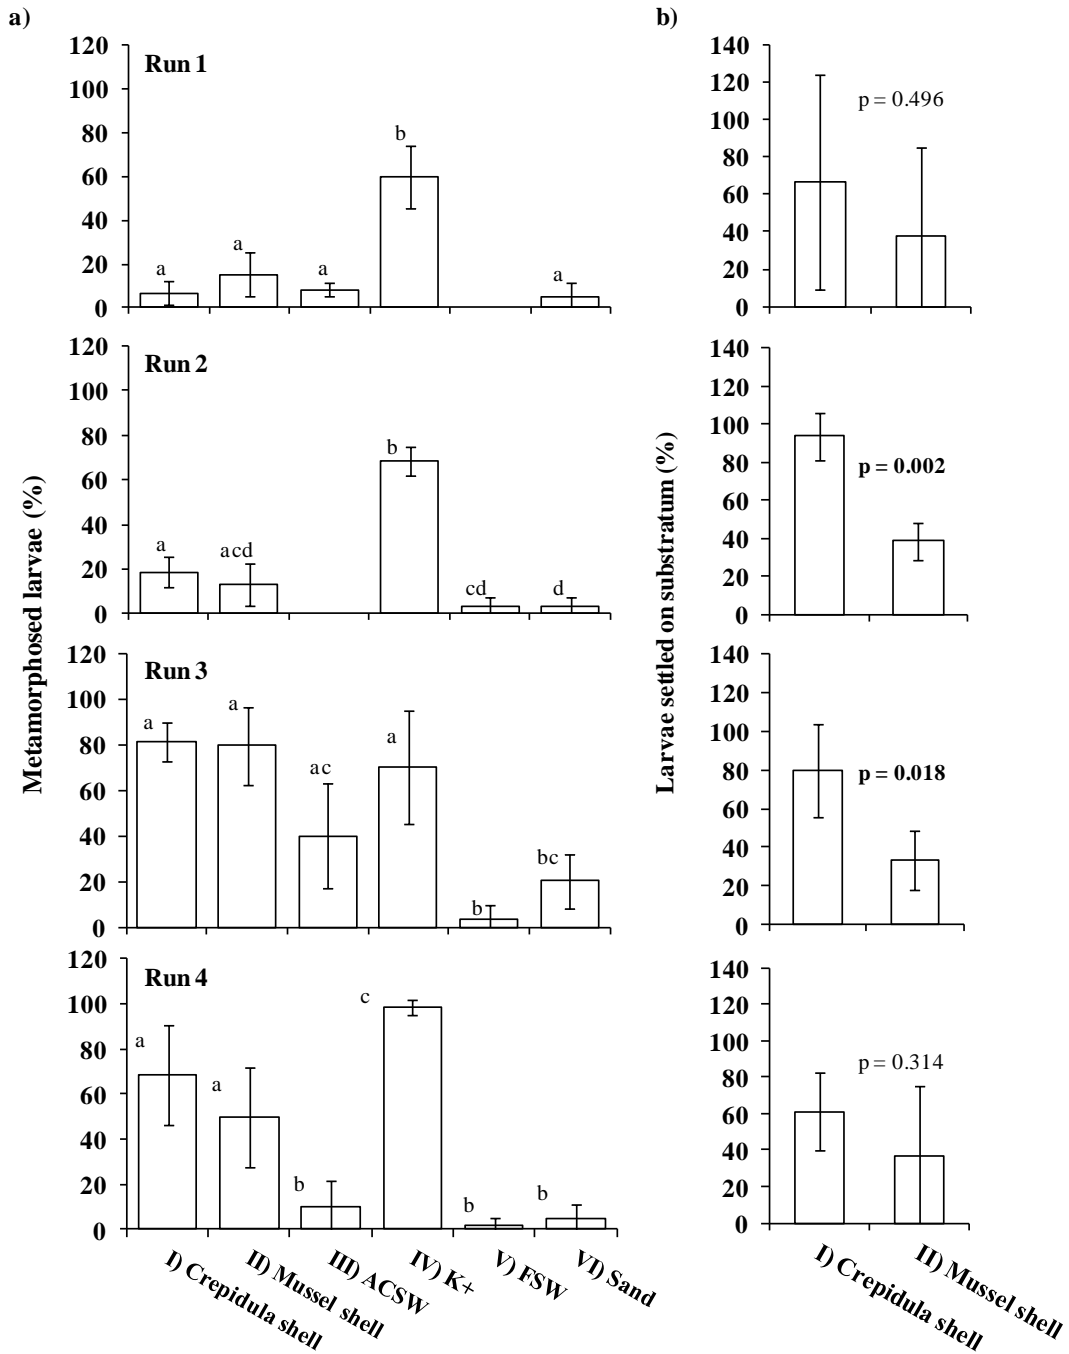 a)
b)
Metamorphosed larvae (%)
Larvae settled on substratum (%)
Run 1
120
100
80
60
40
20
0
a
a
a
b
a
140
120
100
80
60
40
20
0
p = 0.496
Run 2
120
100
80
60
40
20
0
a
acd
b
cd
d
140
120
100
80
60
40
20
0
p = 0.002
Run 3
120
100
80
60
40
20
0
a
a
ac
a
b
bc
140
120
100
80
60
40
20
0
p = 0.018
Run 4
120
100
80
60
40
20
0
a
a
b
c
b
b
140
120
100
80
60
40
20
0
p = 0.314
I) Crepidula shell
II) Mussel shell
III) ACSW
IV) K+
V) FSW
VI) Sand
I) Crepidula shell
II) Mussel shell